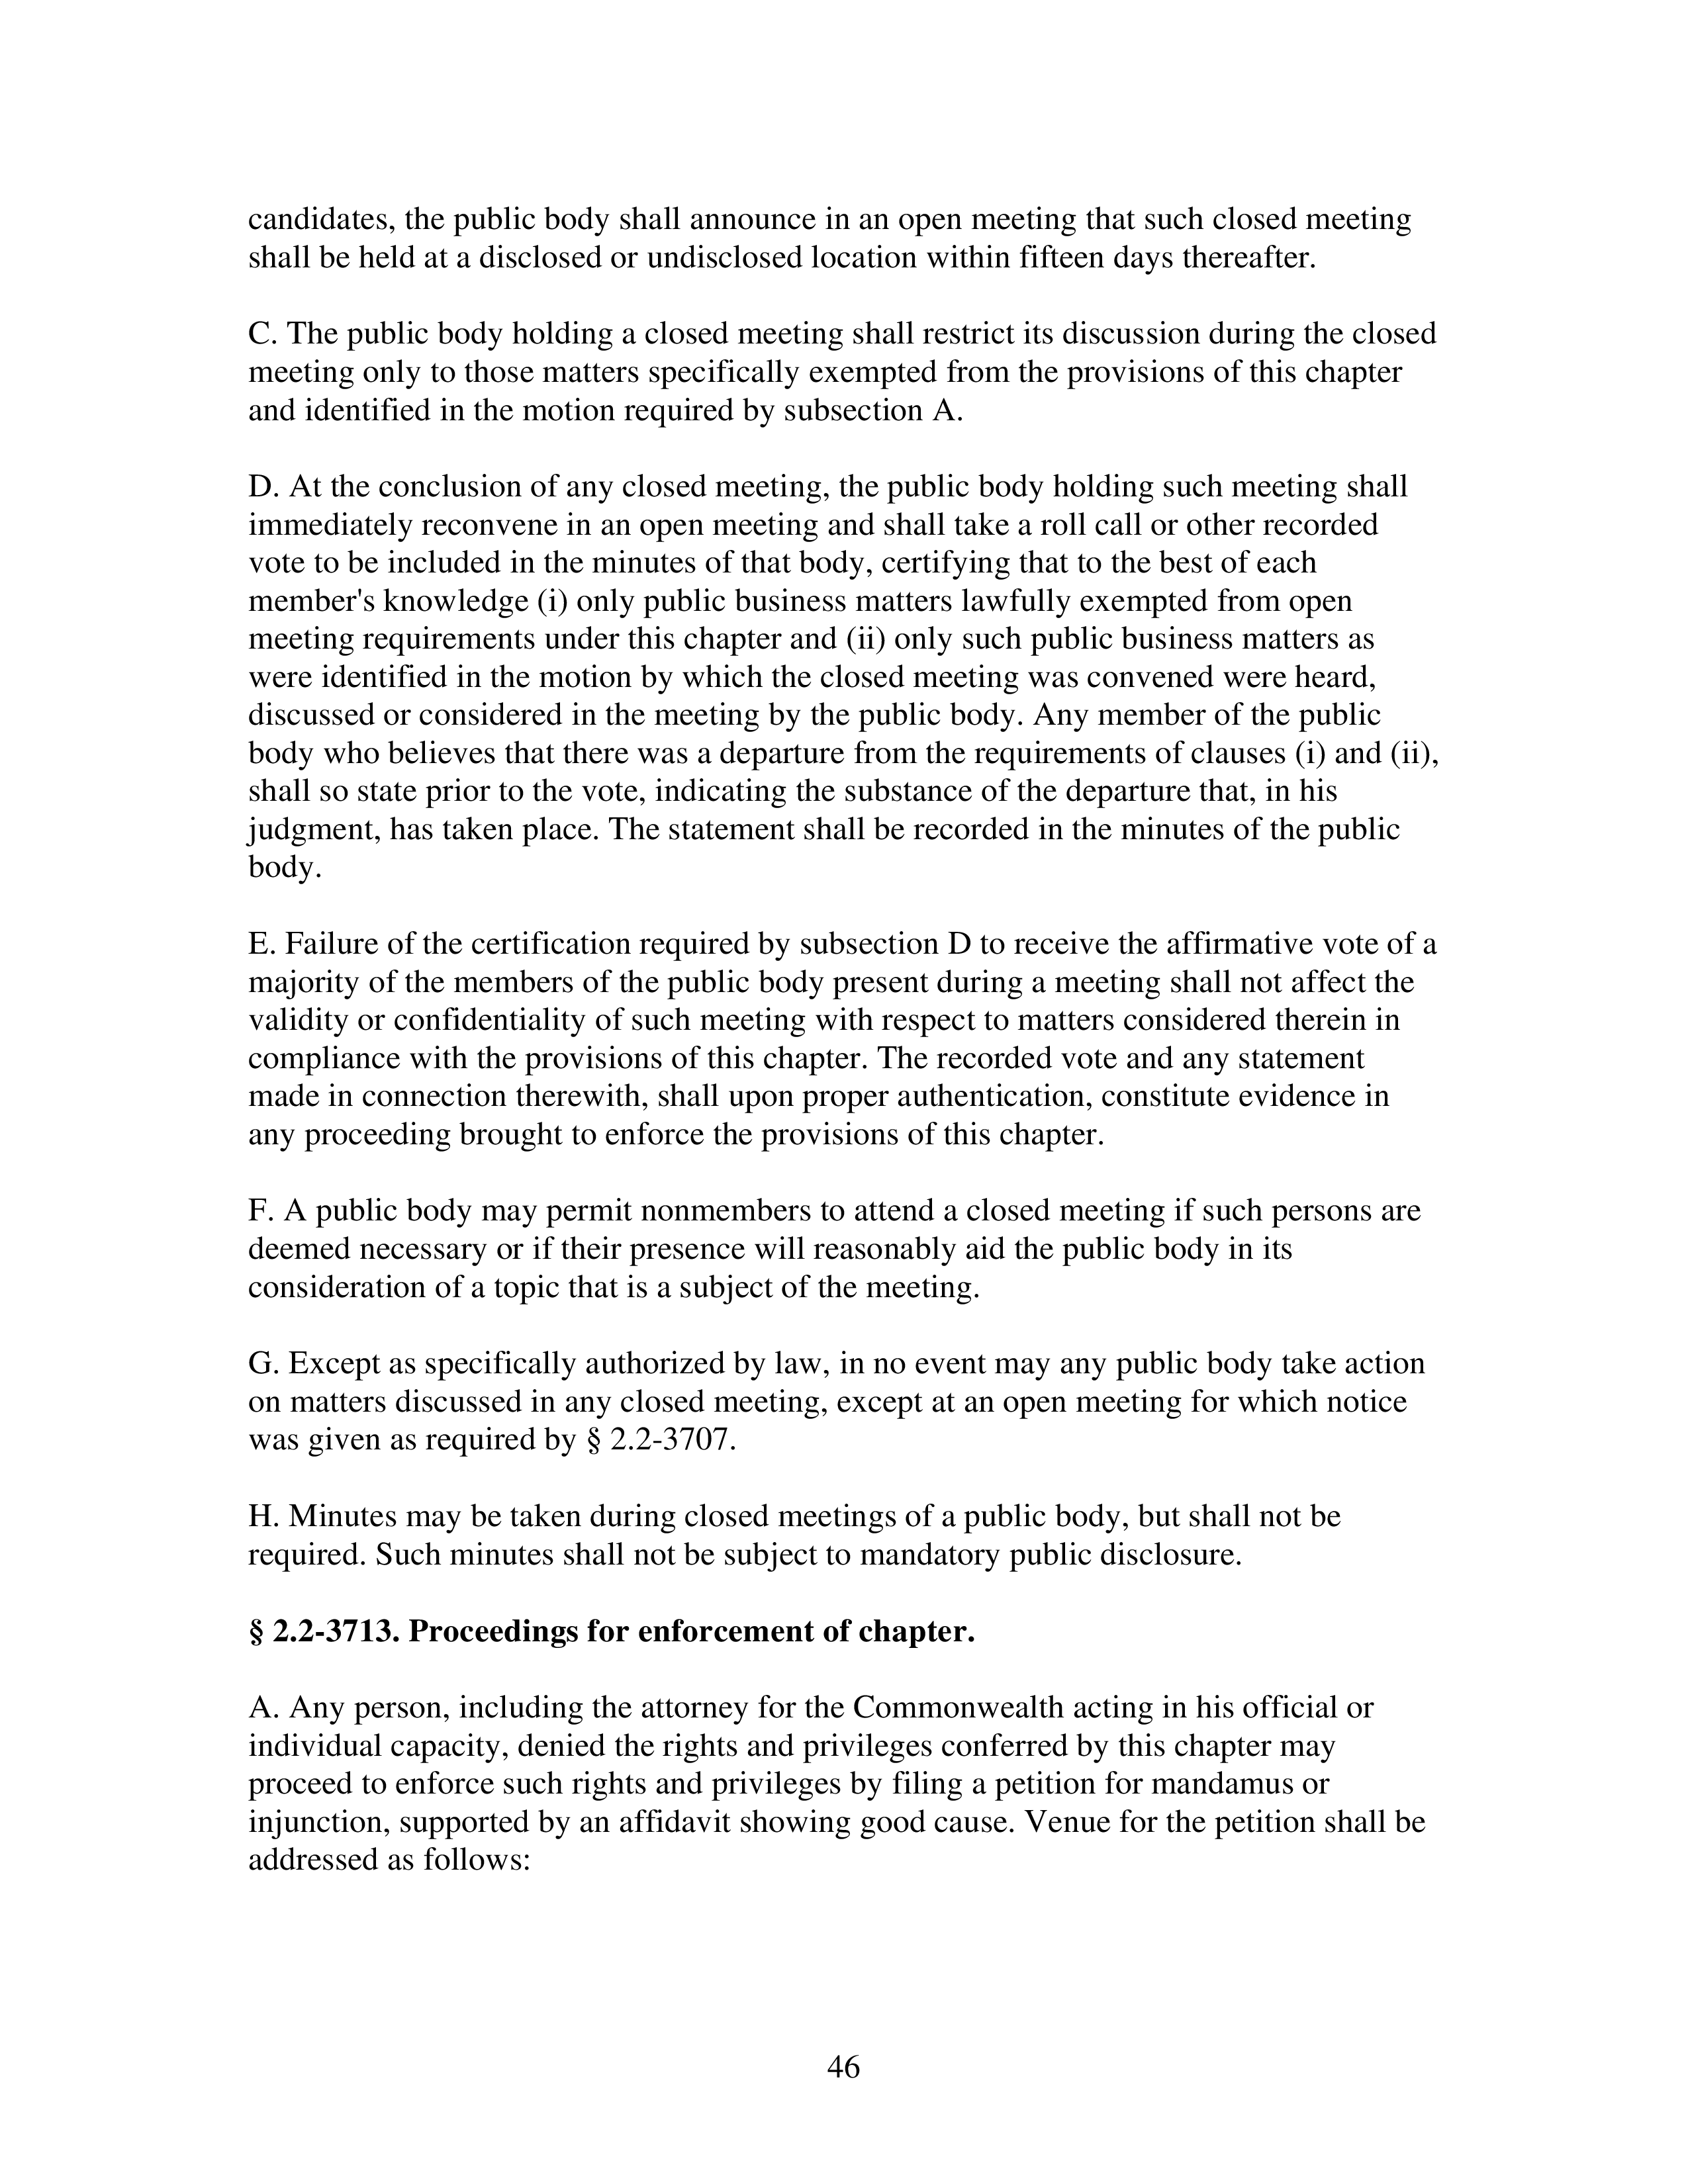 candidates, the public body shall announce in an open meeting that such closed meeting
shall be held at a disclosed or undisclosed location within fifteen days thereafter.
C. The public body holding a closed meeting shall restrict its discussion during the closed
meeting only to those matters specifically exempted from the provisions of this chapter
and identified in the motion required by subsection A.
D. At the conclusion of any closed meeting, the public body holding such meeting shall
immediately reconvene in an open meeting and shall take a roll call or other recorded
vote to be included in the minutes of that body, certifying that to the best of each
member's knowledge (i) only public business matters lawfully exempted from open
meeting requirements under this chapter and (ii) only such public business matters as
were identified in the motion by which the closed meeting was convened were heard,
discussed or considered in the meeting by the public body. Any member of the public
body who believes that there was a departure from the requirements of clauses (i) and (ii),
shall so state prior to the vote, indicating the substance of the departure that, in his
judgment, has taken place. The statement shall be recorded in the minutes of the public
body.
E. Failure of the certification required by subsection D to receive the affirmative vote of a
majority of the members of the public body present during a meeting shall not affect the
validity or confidentiality of such meeting with respect to matters considered therein in
compliance with the provisions of this chapter. The recorded vote and any statement
made in connection therewith, shall upon proper authentication, constitute evidence in
any proceeding brought to enforce the provisions of this chapter.
F. A public body may permit nonmembers to attend a closed meeting if such persons are
deemed necessary or if their presence will reasonably aid the public body in its
consideration of a topic that is a subject of the meeting.
G. Except as specifically authorized by law, in no event may any public body take action
on matters discussed in any closed meeting, except at an open meeting for which notice
was given as required by § 2.2-3707.
H. Minutes may be taken during closed meetings of a public body, but shall not be
required. Such minutes shall not be subject to mandatory public disclosure.
§ 2.2-3713. Proceedings for enforcement of chapter.
A. Any person, including the attorney for the Commonwealth acting in his official or
individual capacity, denied the rights and privileges conferred by this chapter may
proceed to enforce such rights and privileges by filing a petition for mandamus or
injunction, supported by an affidavit showing good cause. Venue for the petition shall be
addressed as follows:
46